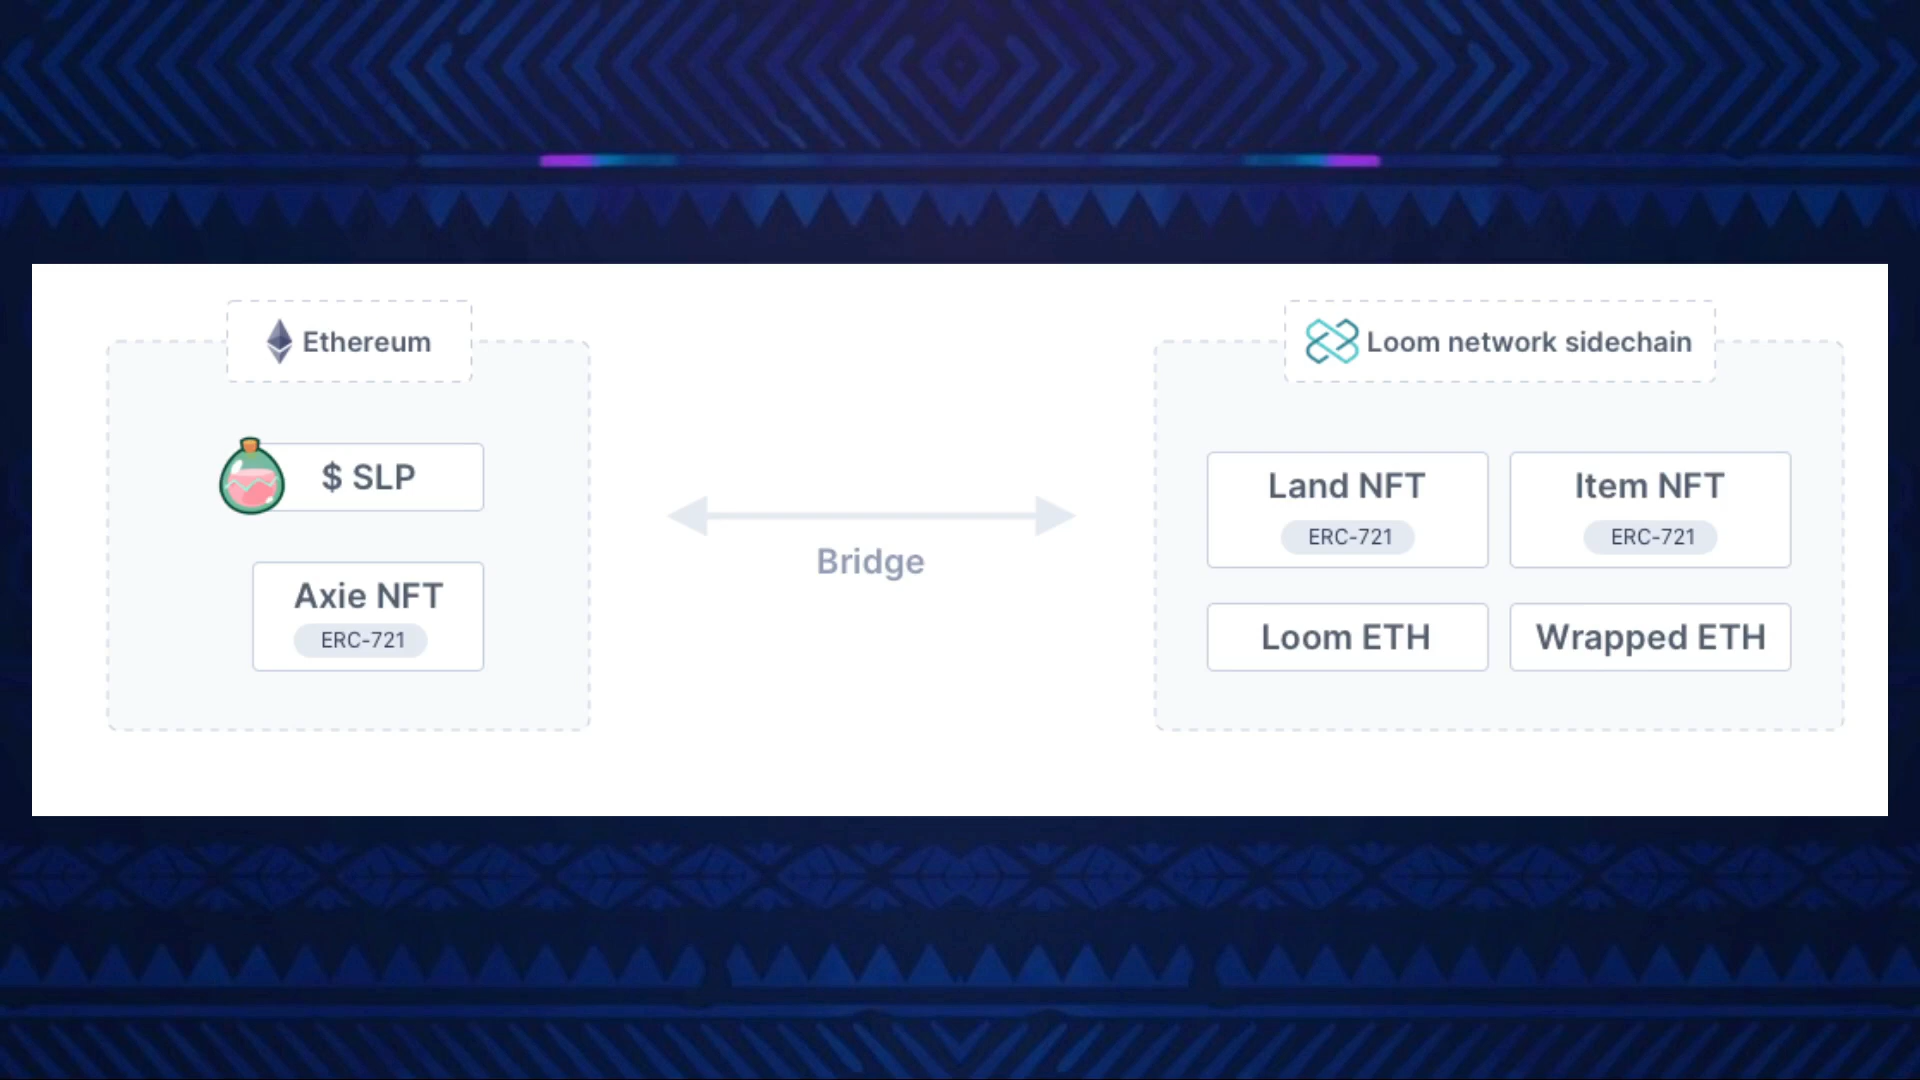 Ethereum
$ SLP
Axie NFT
ERC-721
Bridge
Loom network sidechain
Land NFT
ERC-721
Item NFT
ERC-721
Loom ETH
Wrapped ETH